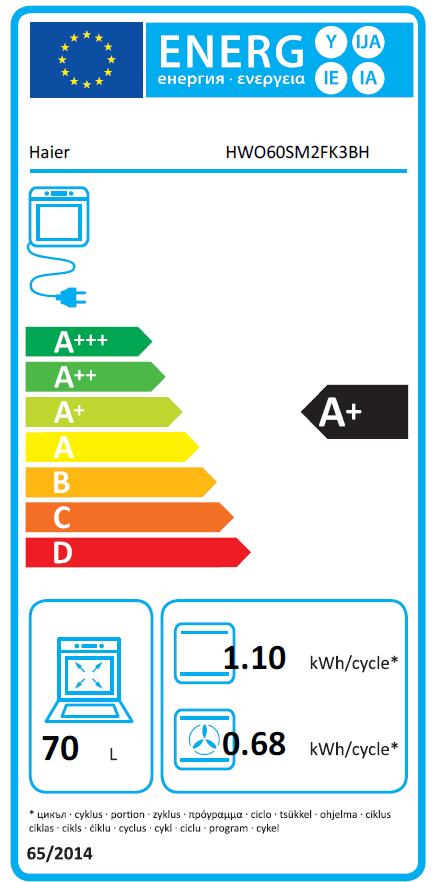 ENERG
енергия · ενεργεια
Y IJA
IE IA
Haier HWO60SM2FK3BH
A+++
A++
A+
A
B
C
D
A+
70 L
1.10 kWh/cycle*
0.68 kWh/cycle*
* цикъл · cyklus · portion · zyklus · πρόγραμμα · ciclo · tsükkel · ohjelma · ciklus
ciklas · cikls · ċiklu · cyclus · cykl · ciclu · program · cykel
65/2014